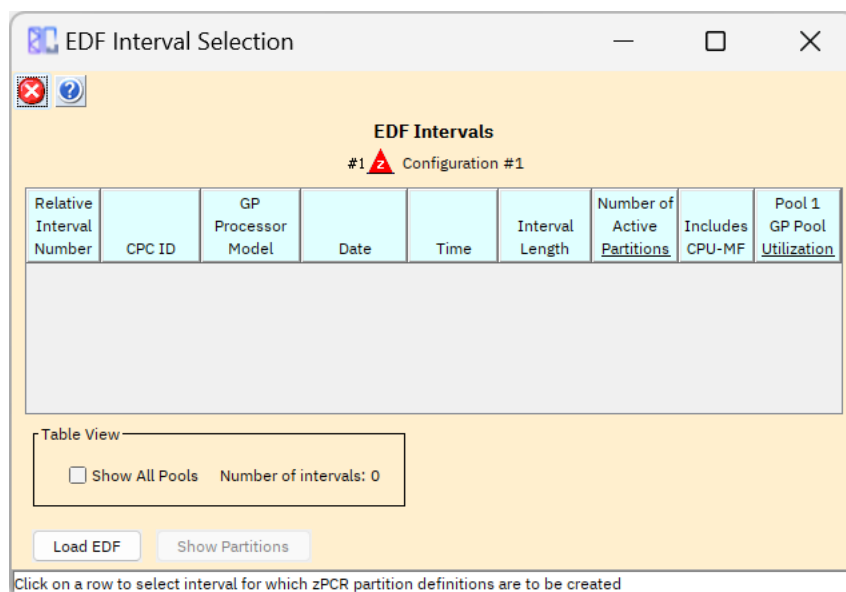 EDF Interval Selection
EDF Intervals
#1 z Configuration #1
Relative Interval Number
CPC ID
GP Processor Model
Date
Time
Interval Length
Number of Active Partitions
Includes CPU-MF
Pool 1 GP Pool Utilization
Table View
Show All Pools Number of intervals: 0
Load EDF Show Partitions
Click on a row to select interval for which zPCR partition definitions are to be created